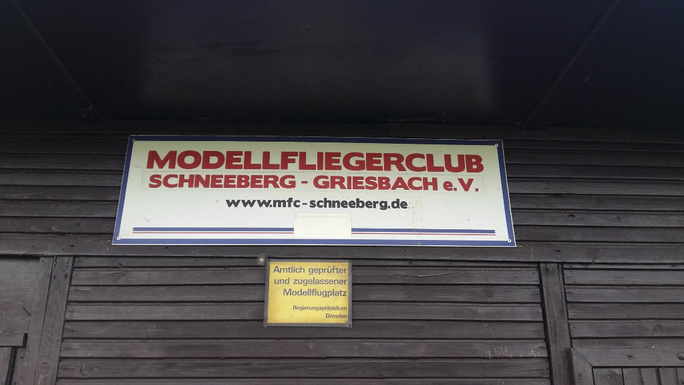 MODELLFLIEGERCLUB
SCHNEEBERG - GRIESBACH e.V.
www.mfc-schneeberg.de
Amtlich geprüfter
und zugelassener
Modellflugplatz
Regierungspräsidium
Dresden